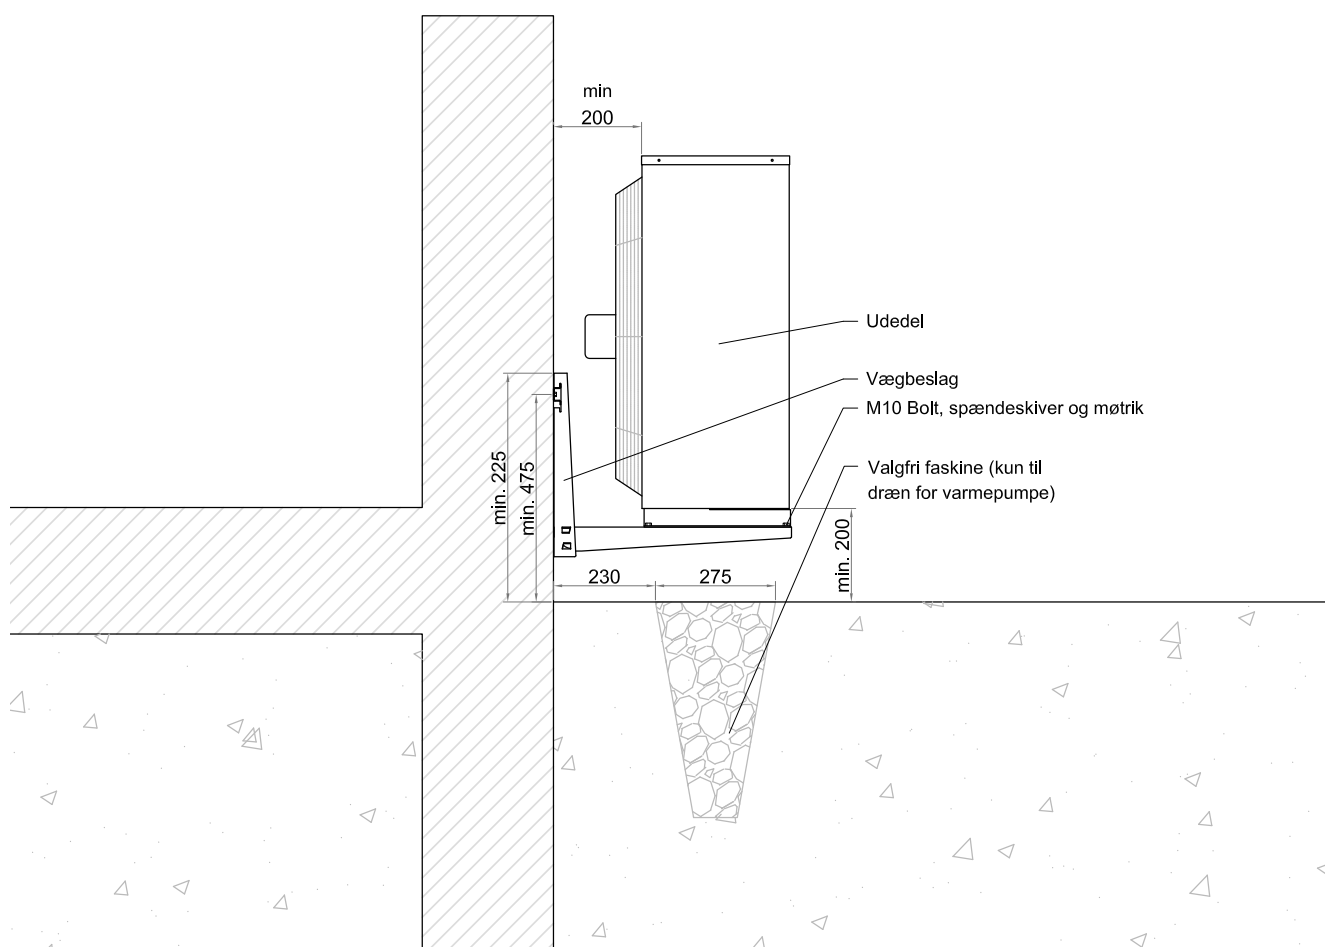 min
200
Udedel
Vægbeslag
M10 Bolt, spændeskiver og møtrik
Valgfri faskine (kun til
dræn for varmepumpe)
min. 225
min. 475
min. 200
230
275